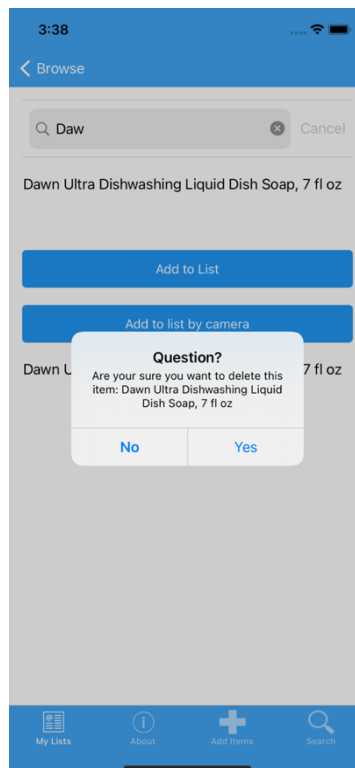 3:38
Browse
Daw
Cancel
Dawn Ultra Dishwashing Liquid Dish Soap, 7 fl oz
Add to List
Add to list by camera
Dawn U
7 fl oz
Question?
Are your sure you want to delete this
item: Dawn Ultra Dishwashing Liquid
Dish Soap, 7 fl oz
No
Yes
My Lists
About
Add Items
Search